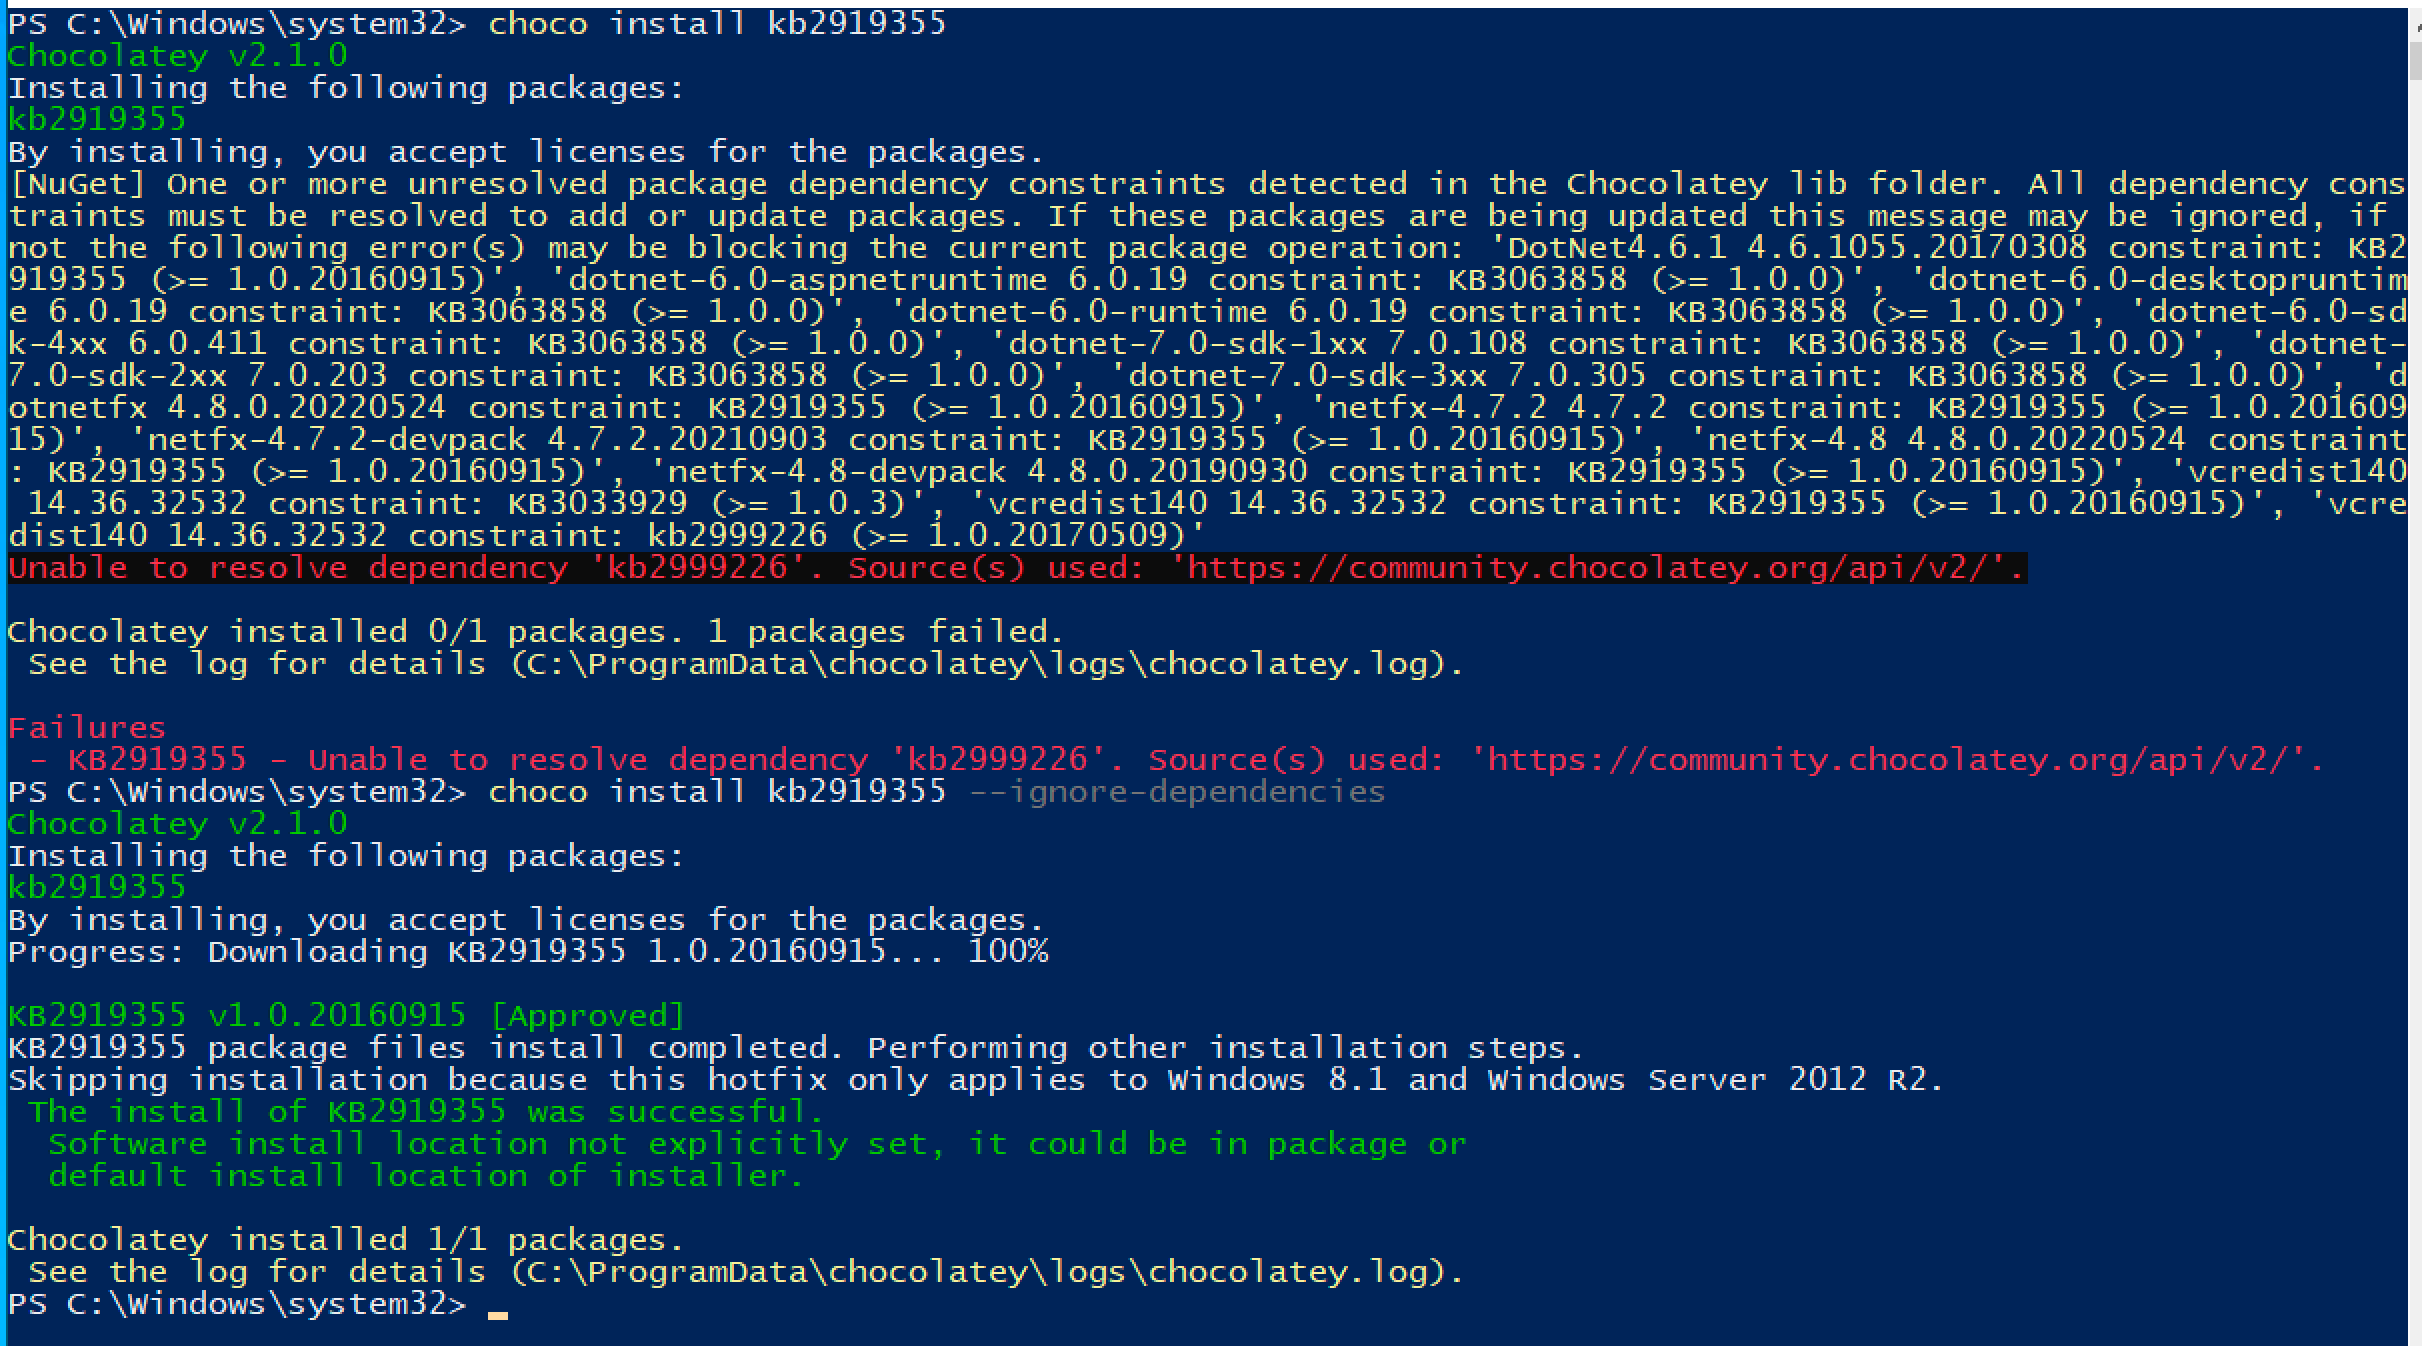 PS C:\Windows\system32> choco install kb2919355
Chocolatey v2.1.0
Installing the following packages:
kb2919355
By installing, you accept licenses for the packages.
[NuGet] One or more unresolved package dependency constraints detected in the Chocolatey lib folder. All dependency cons
traints must be resolved to add or update packages. If these packages are being updated this message may be ignored, if
not the following error(s) may be blocking the current package operation: 'DotNet4.6.1 4.6.1055.20170308 constraint: KB2
919355 (>= 1.0.20160915)', 'dotnet-6.0-aspnetruntime 6.0.19 constraint: KB3063858 (>= 1.0.0)', 'dotnet-6.0-desktopruntim
e 6.0.19 constraint: KB3063858 (>= 1.0.0)', 'dotnet-6.0-runtime 6.0.19 constraint: KB3063858 (>= 1.0.0)', 'dotnet-6.0-sd
k-4xx 6.0.411 constraint: KB3063858 (>= 1.0.0)', 'dotnet-7.0-sdk-1xx 7.0.108 constraint: KB3063858 (>= 1.0.0)', 'dotnet-
7.0-sdk-2xx 7.0.203 constraint: KB3063858 (>= 1.0.0)', 'dotnet-7.0-sdk-3xx 7.0.305 constraint: KB3063858 (>= 1.0.0)', 'd
otnetfx 4.8.0.20220524 constraint: KB2919355 (>= 1.0.20160915)', 'netfx-4.7.2 4.7.2 constraint: KB2919355 (>= 1.0.201609
15)', 'netfx-4.7.2-devpack 4.7.2.20210903 constraint: KB2919355 (>= 1.0.20160915)', 'netfx-4.8 4.8.0.20220524 constraint
: KB2919355 (>= 1.0.20160915)', 'netfx-4.8-devpack 4.8.0.20190930 constraint: KB2919355 (>= 1.0.20160915)', 'vcredist140
 14.36.32532 constraint: KB3033929 (>= 1.0.3)', 'vcredist140 14.36.32532 constraint: KB2919355 (>= 1.0.20160915)', 'vcre
dist140 14.36.32532 constraint: kb2999226 (>= 1.0.20170509)'
Unable to resolve dependency 'kb2999226'. Source(s) used: 'https://community.chocolatey.org/api/v2/'.
Chocolatey installed 0/1 packages. 1 packages failed.
 See the log for details (C:\ProgramData\chocolatey\logs\chocolatey.log).
Failures
 - KB2919355 - Unable to resolve dependency 'kb2999226'. Source(s) used: 'https://community.chocolatey.org/api/v2/'.
PS C:\Windows\system32> choco install kb2919355 --ignore-dependencies
Chocolatey v2.1.0
Installing the following packages:
kb2919355
By installing, you accept licenses for the packages.
Progress: Downloading KB2919355 1.0.20160915... 100%
KB2919355 v1.0.20160915 [Approved]
KB2919355 package files install completed. Performing other installation steps.
Skipping installation because this hotfix only applies to Windows 8.1 and Windows Server 2012 R2.
 The install of KB2919355 was successful.
  Software install location not explicitly set, it could be in package or
  default install location of installer.
Chocolatey installed 1/1 packages.
 See the log for details (C:\ProgramData\chocolatey\logs\chocolatey.log).
PS C:\Windows\system32>